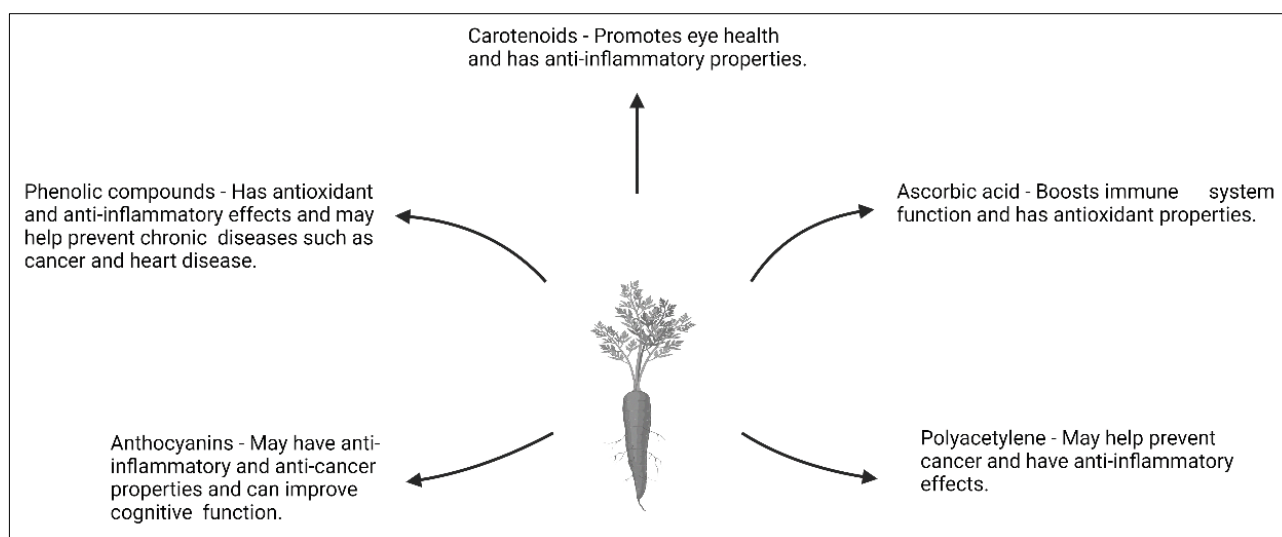 Carotenoids - Promotes eye health
and has anti-inflammatory properties.
Phenolic compounds - Has antioxidant
and anti-inflammatory effects and may
help prevent chronic diseases such as
cancer and heart disease.
Ascorbic acid - Boosts immune system
function and has antioxidant properties.
Anthocyanins - May have anti-
inflammatory and anti-cancer
properties and can improve
cognitive function.
Polyacetylene - May help prevent
cancer and have anti-inflammatory
effects.